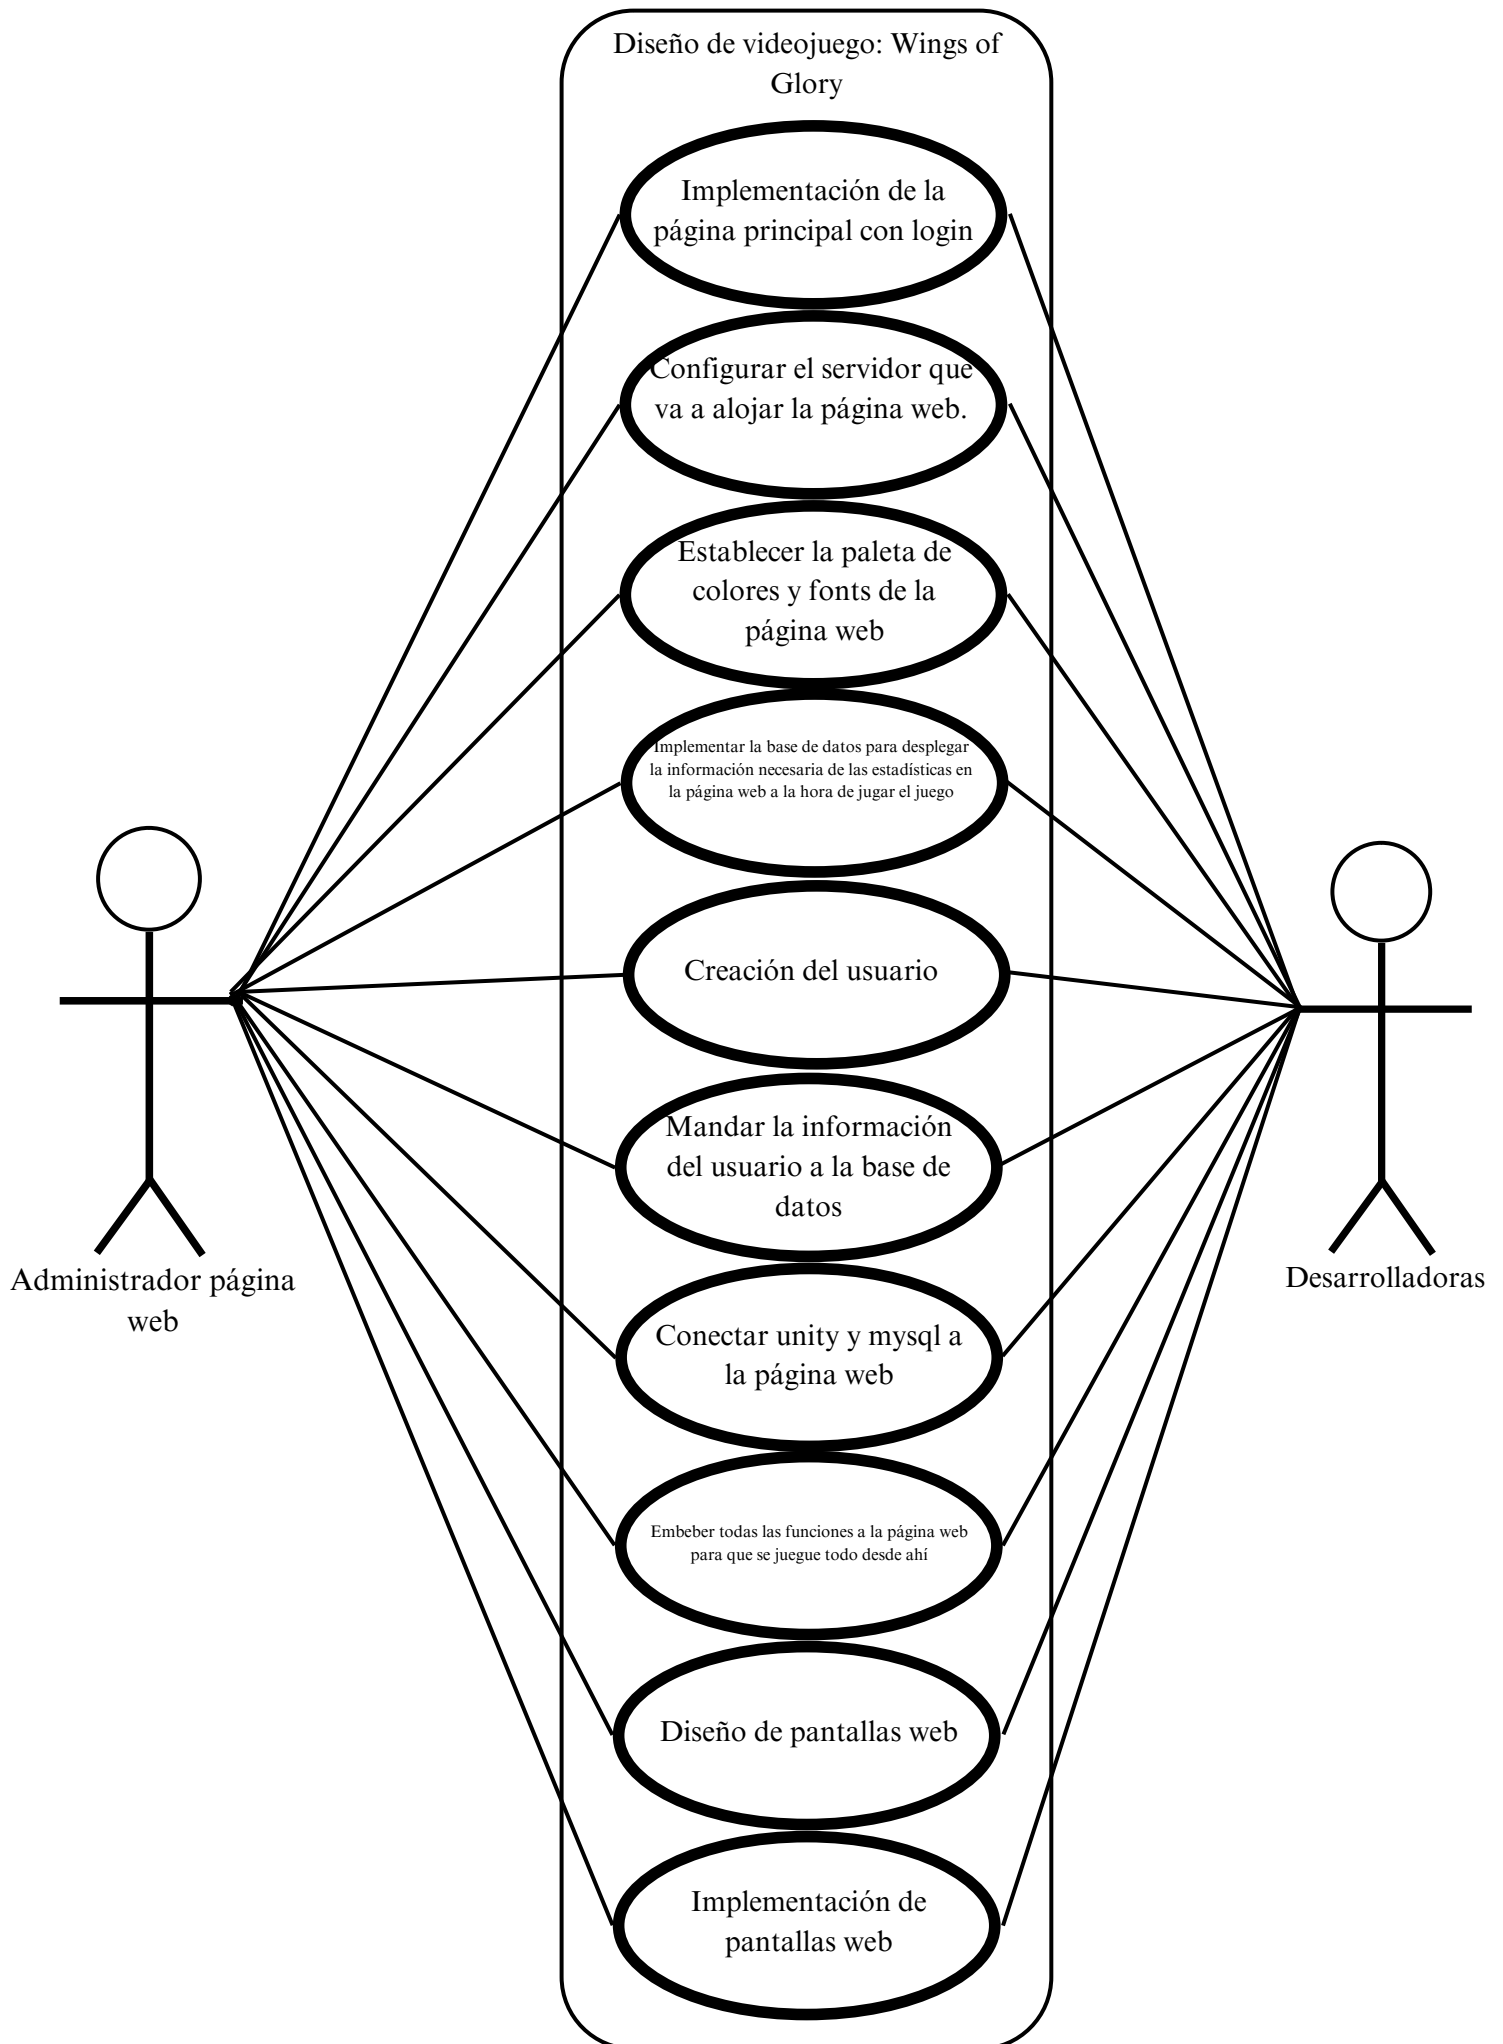 Diseño de videojuego: Wings of
Glory
Implementación de la
página principal con login
Configurar el servidor que
va a alojar la página web.
Establecer la paleta de
colores y fonts de la
página web
Implementar la base de datos para desplegar
la información necesaria de las estadísticas en
la página web a la hora de jugar el juego
Creación del usuario
Mandar la información
del usuario a la base de
datos
Administrador página
web
Desarrolladoras
Conectar unity y mysql a
la página web
Embeber todas las funciones a la página web
para que se juegue todo desde ahí
Diseño de pantallas web
Implementación de
pantallas web